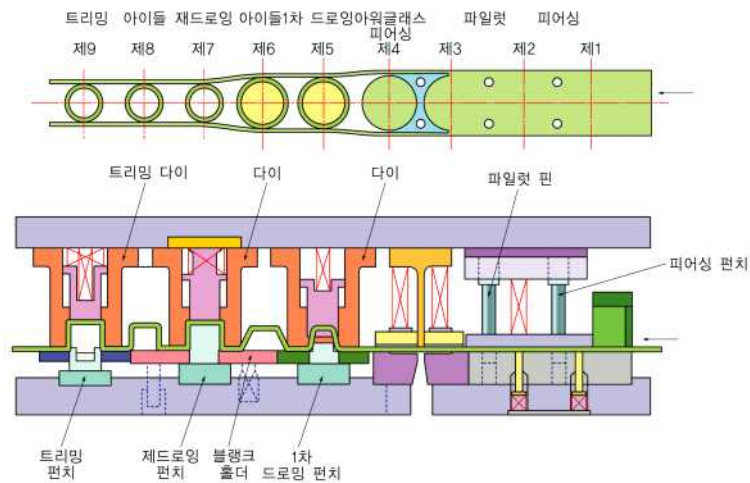 트리밍 아이들 재드로잉 아이들1차 드로잉아워글래스 파일럿 피어싱
피어싱
제9 제8 제7 제6 제5 제4 제3 제2 제1
트리밍 다이
다이
다이
파일럿 핀
피어싱 펀치
트리밍
펀치
제드로잉
펀치
블랭크
홀더
1차
드로밍 펀치